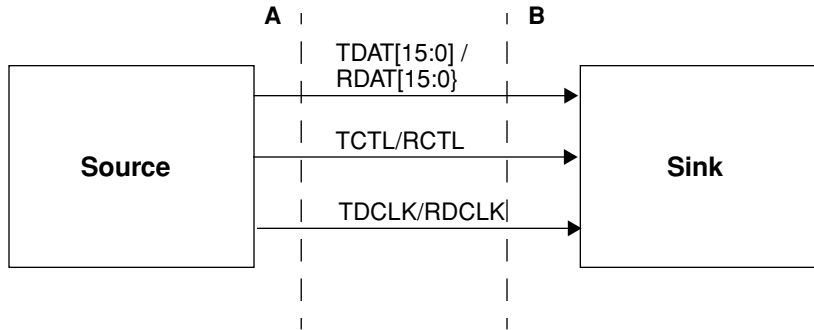 A
B
TDAT[15:0] /
RDAT[15:0}
TCTL/RCTL
Source
Sink
TDCLK/RDCLK